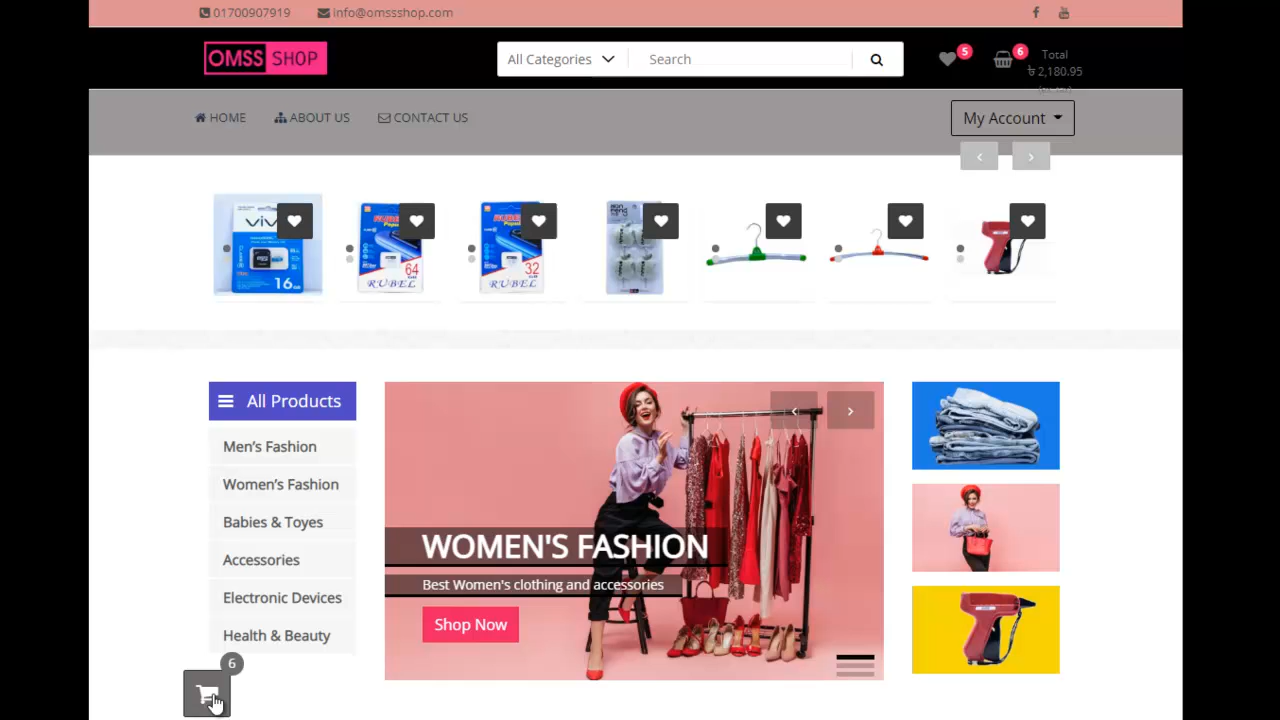 01700907919
info@omssshop.com
OMSS SHOP
All Categories
Search
5
6
Total
৳ 2,180.95
HOME
ABOUT US
CONTACT US
My Account
VIV
16
64
RUBEL
32
RUBEL
All Products
Men's Fashion
Women's Fashion
Babies & Toyes
Accessories
Electronic Devices
Health & Beauty
WOMEN'S FASHION
Best Women's clothing and accessories
Shop Now
6